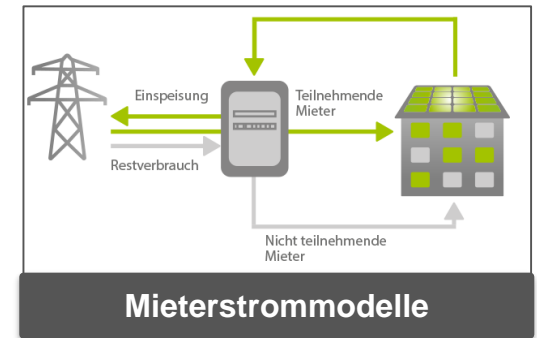 Einspeisung
Teilnehmende
Mieter
Restverbrauch
Nicht teilnehmende
Mieter
Mieterstrommodelle